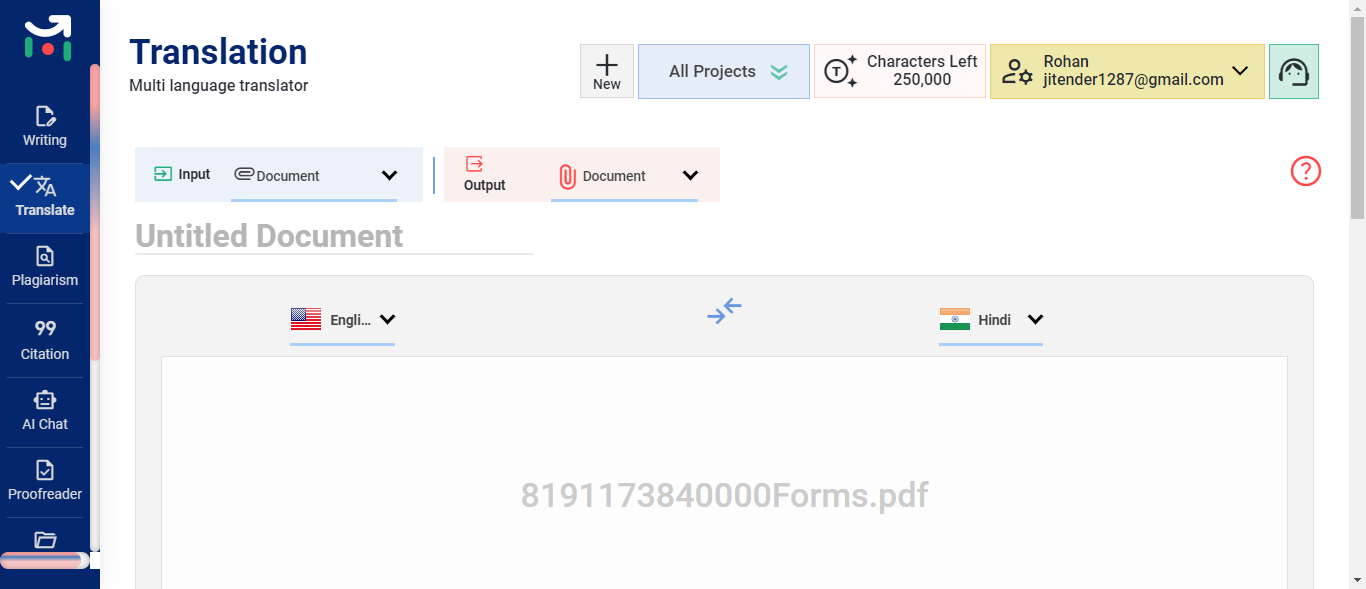 Translation
Multi language translator
New
All Projects
Characters Left
250,000
Rohan
jitender1287@gmail.com
Writing
Translate
Plagiarism
Citation
AI Chat
Proofreader
Input
Document
Output
Document
Untitled Document
Engli...
Hindi
8191173840000Forms.pdf